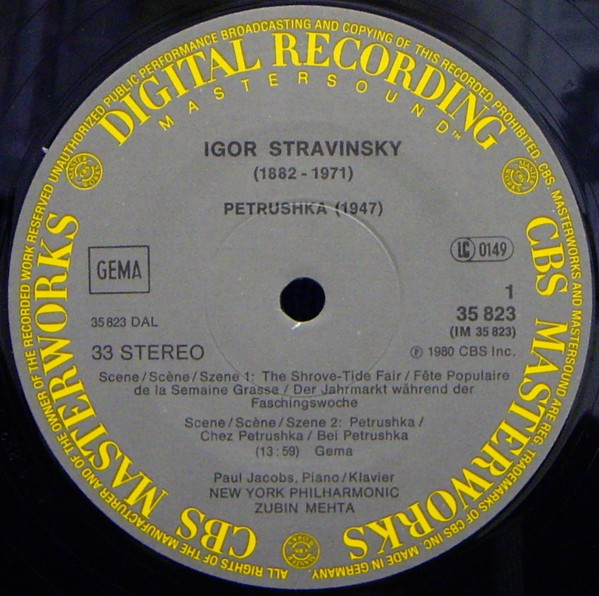 UNAUTHORIZED PUBLIC PERFORMANCE BROADCASTING AND COPYING OF THIS RECORDING PROHIBITED. CBS, MASTERWORKS AND MASTERSOUND ARE REG. TRADEMARKS OF CBS INC. MADE IN GERMANY. ALL RIGHTS OF THE MANUFACTURER AND OF THE OWNER OF THE RECORDED WORK RESERVED
DIGITAL RECORDING
MASTERSOUND™
CBS MASTERWORKS
CBS MASTERWORKS
IGOR STRAVINSKY
(1882 - 1971)
PETRUSHKA (1947)
GEMA
LC 0149
1
35 823 DAL
35 823
(IM 35 823)
33 STEREO
℗ 1980 CBS Inc.
Scene/Scène/Szene 1: The Shrove-Tide Fair / Fête Populaire
de la Semaine Grasse / Der Jahrmarkt während der
Faschingswoche
Scene/Scène/Szene 2: Petrushka/
Chez Petrushka / Bei Petrushka
(13:59) Gema
Paul Jacobs, Piano/Klavier
NEW YORK PHILHARMONIC
ZUBIN MEHTA